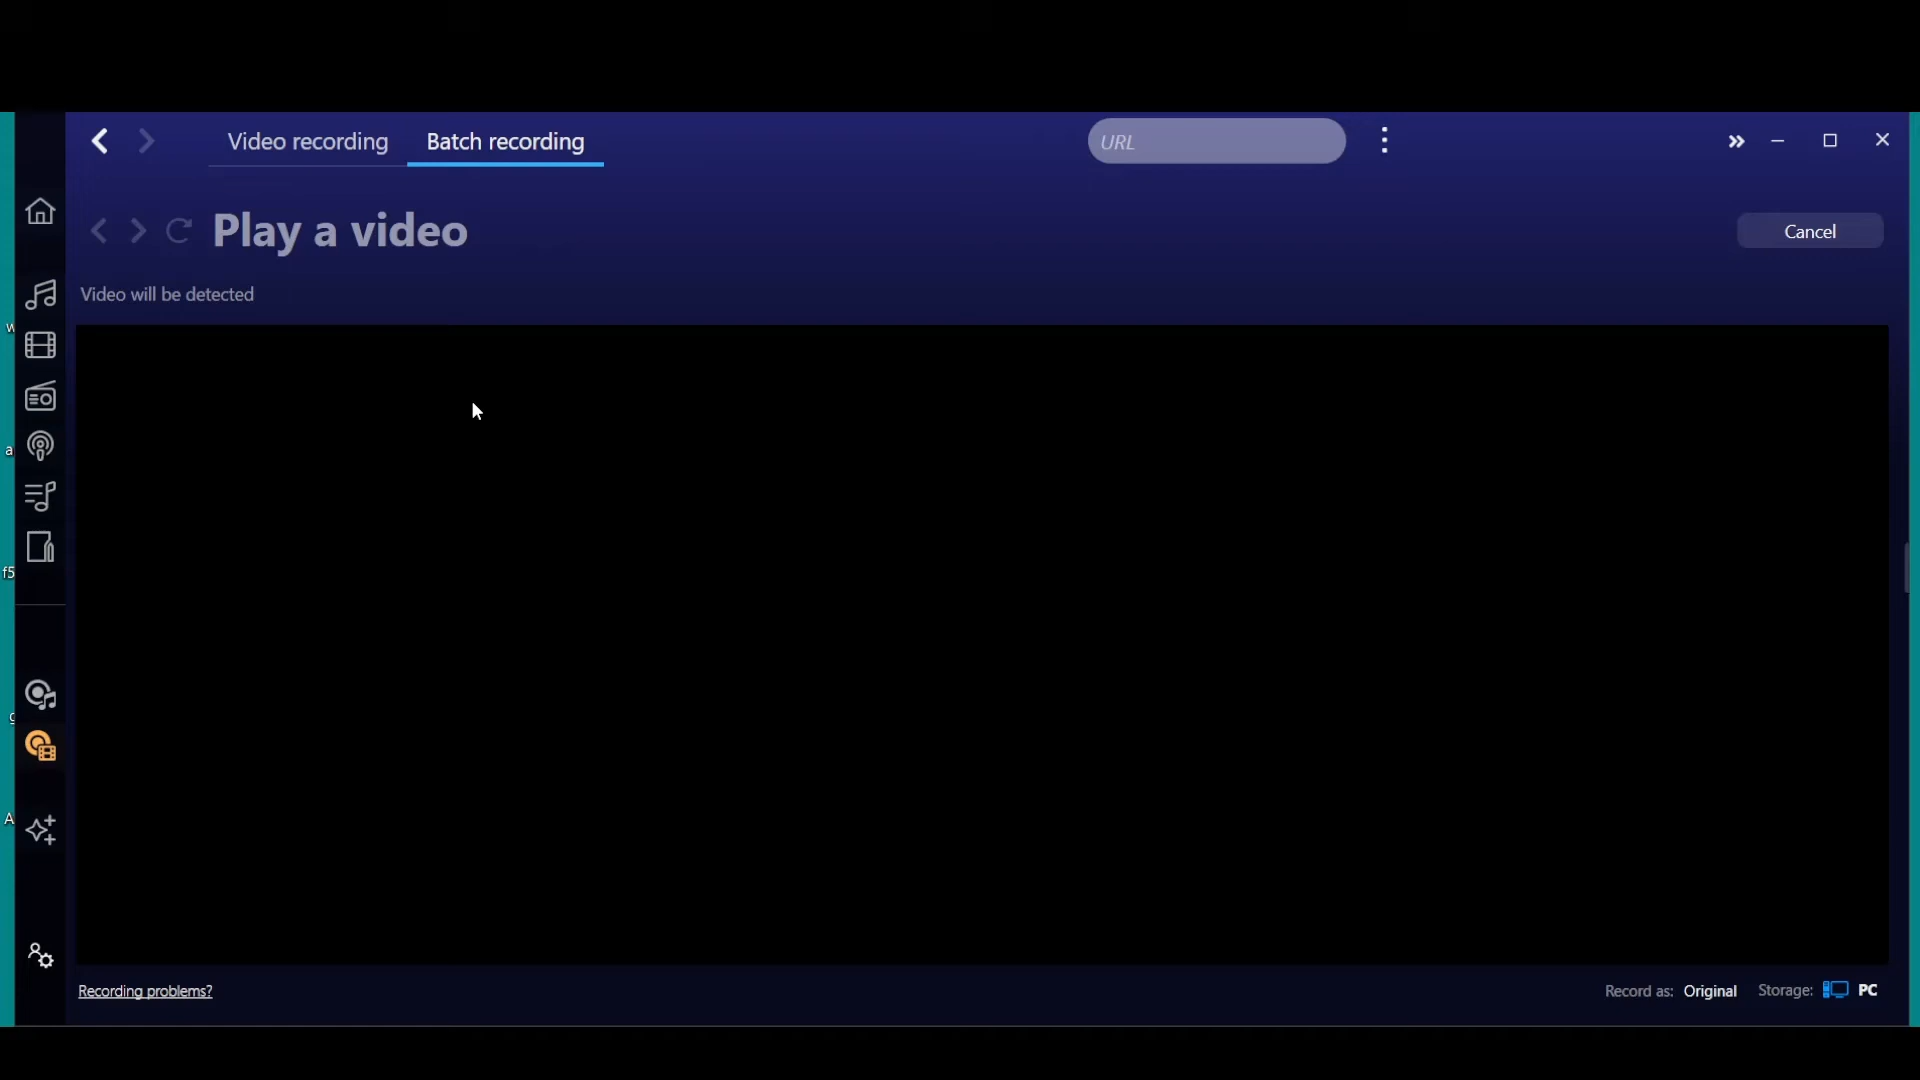 Video recording Batch recording URL
Play a video Cancel
Video will be detected
w
a
f5
g
A
Recording problems? Record as: Original Storage: PC